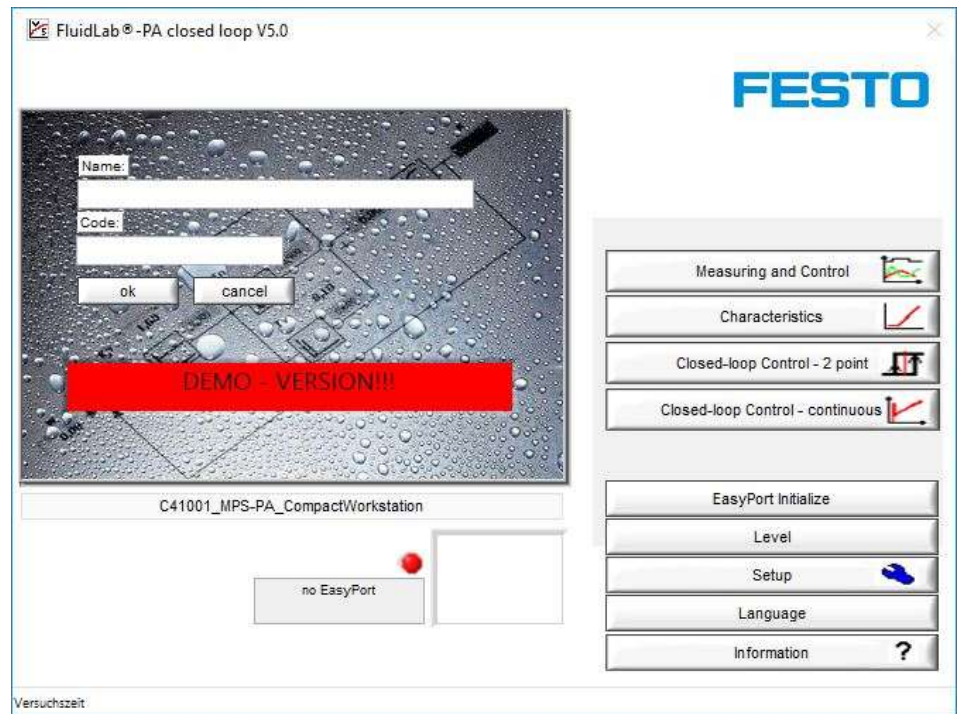 FluidLab®-PA closed loop V5.0
FESTO
Name:
Code:
ok cancel
DEMO - VERSION!!!
C41001_MPS-PA_CompactWorkstation
no EasyPort
Measuring and Control
Characteristics
Closed-loop Control - 2 point
Closed-loop Control - continuous
EasyPort Initialize
Level
Setup
Language
Information ?
Versuchszeit